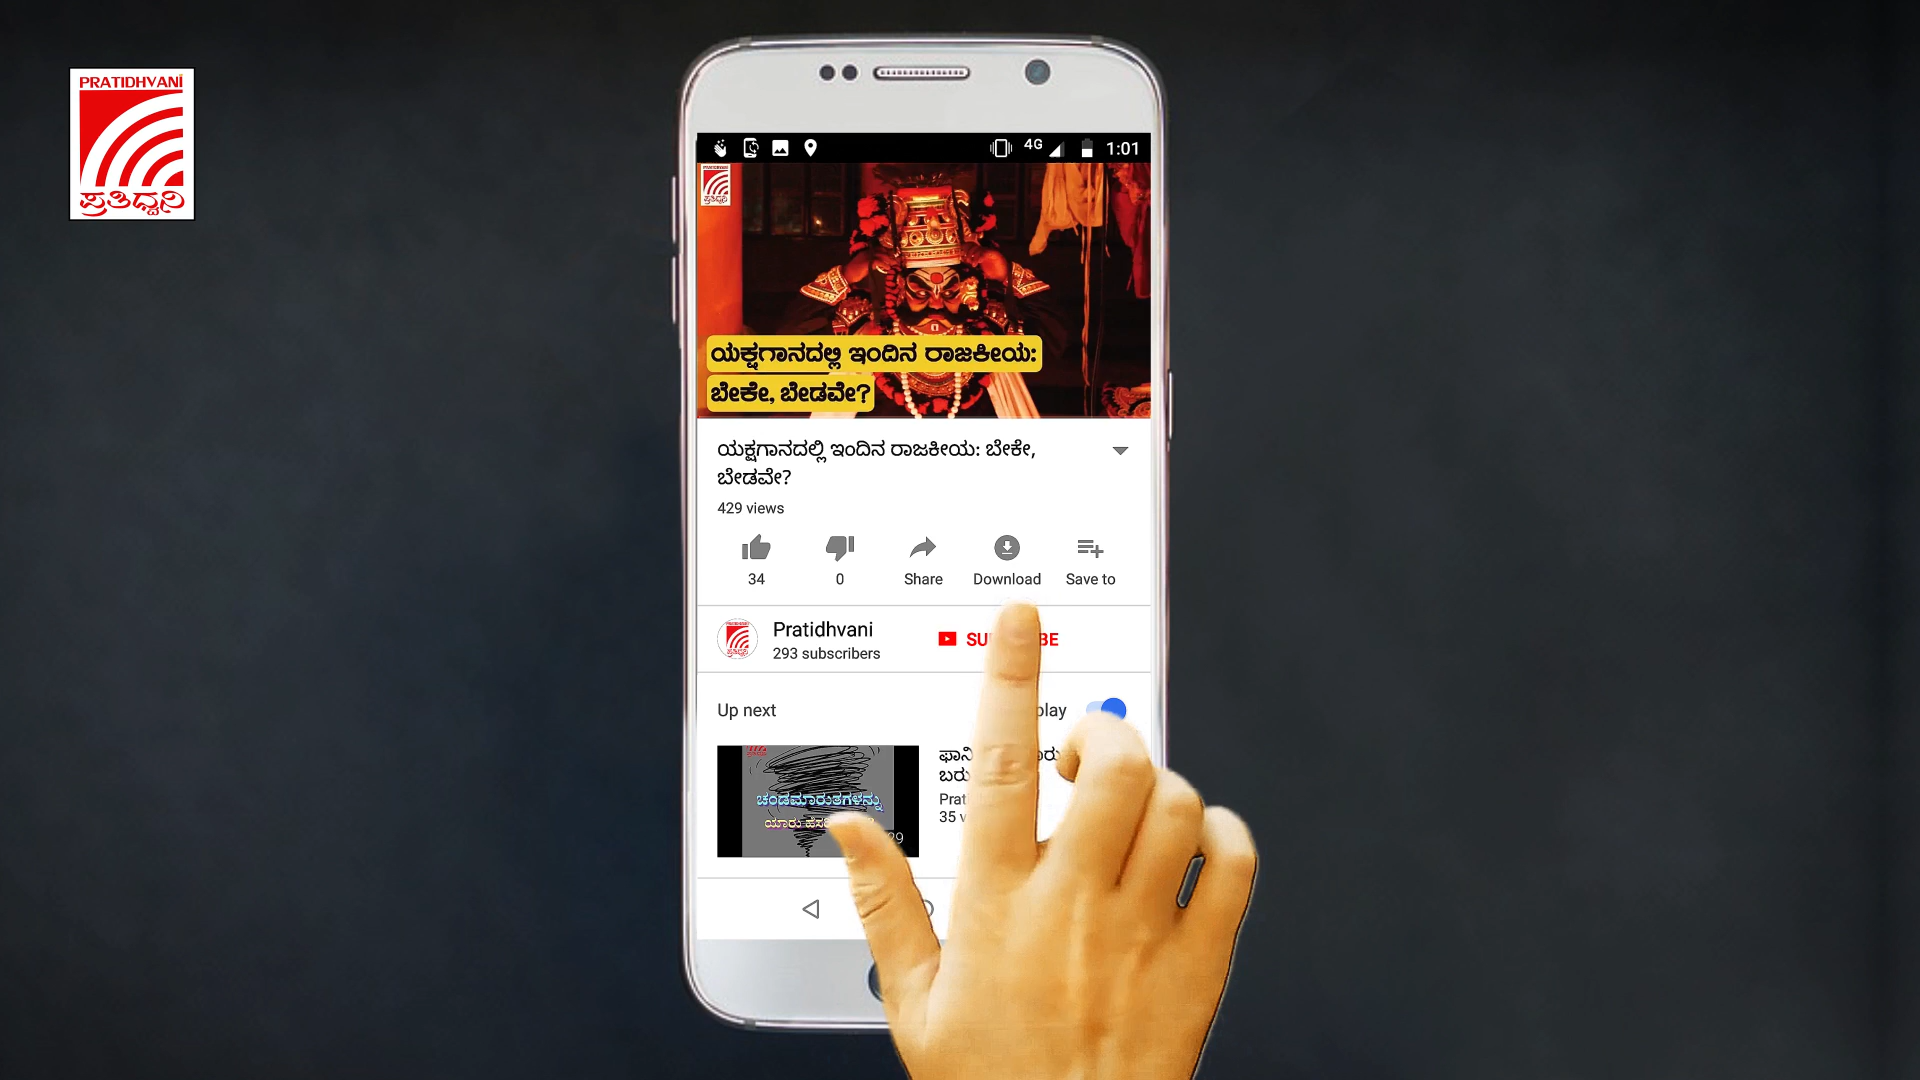 PRATIDHVANI
ಪ್ರತಿಧ್ವನಿ
4G
1:01
ಯಕ್ಷಗಾನದಲ್ಲಿ ಇಂದಿನ ರಾಜಕೀಯ:
ಬೇಕೇ, ಬೇಡವೇ?
ಯಕ್ಷಗಾನದಲ್ಲಿ ಇಂದಿನ ರಾಜಕೀಯ: ಬೇಕೇ,
ಬೇಡವೇ?
429 views
34
0
Share
Download
Save to
Pratidhvani
293 subscribers
Up next
ಚಂಡಮಾರುತಗಳನ್ನು
ಯಾರು
35